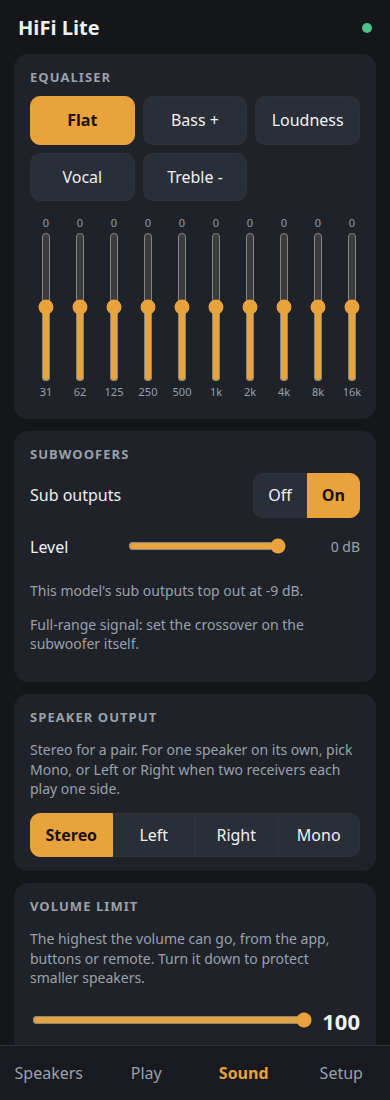 HiFi Lite
EQUALISER
Flat
Bass +
Loudness
Vocal
Treble -
0 0 0 0 0 0 0 0 0 0
31 62 125 250 500 1k 2k 4k 8k 16k
SUBWOOFERS
Sub outputs
Off
On
Level
0 dB
This model's sub outputs top out at -9 dB.
Full-range signal: set the crossover on the
subwoofer itself.
SPEAKER OUTPUT
Stereo for a pair. For one speaker on its own, pick
Mono, or Left or Right when two receivers each
play one side.
Stereo
Left
Right
Mono
VOLUME LIMIT
The highest the volume can go, from the app,
buttons or remote. Turn it down to protect
smaller speakers.
100
Speakers
Play
Sound
Setup